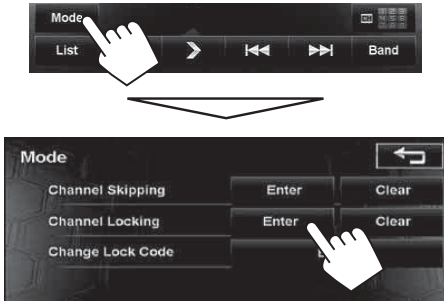 Mode
List Band
Mode
Channel Skipping Enter Clear
Channel Locking Enter Clear
Change Lock Code